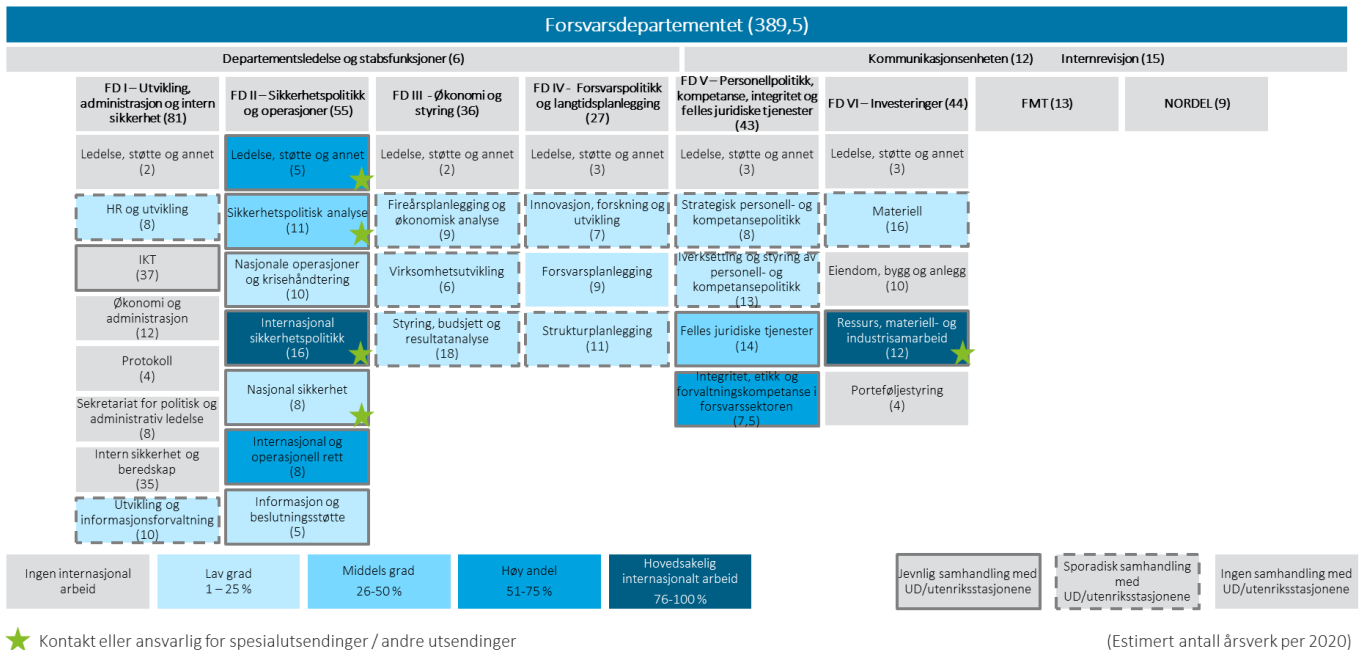 Forsvarsdepartementet (389,5)
Departementsledelse og stabsfunksjoner (6)
Kommunikasjonsenheten (12) Internrevisjon (15)
FD I – Utvikling,
administrasjon og intern
sikkerhet (81)
FD II – Sikkerhetspolitikk
og operasjoner (55)
FD III - Økonomi og
styring (36)
FD IV - Forsvarspolitikk
og langtidsplanlegging
(27)
FD V – Personellpolitikk,
kompetanse, integritet og
felles juridiske tjenester
(43)
FD VI – Investeringer (44)
FMT (13)
NORDEL (9)
Ledelse, støtte og annet
(2)
HR og utvikling
(8)
IKT
(37)
Økonomi og
administrasjon
(12)
Protokoll
(4)
Sekretariat for politisk og
administrativ ledelse
(8)
Intern sikkerhet og
beredskap
(35)
Utvikling og
informasjonsforvaltning
(10)
Ledelse, støtte og annet
(5)
Sikkerhetspolitisk analyse
(11)
Nasjonale operasjoner
og krisehåndtering
(10)
Internasjonal
sikkerhetspolitikk
(16)
Nasjonal sikkerhet
(8)
Internasjonal og
operasjonell rett
(8)
Informasjon og
beslutningsstøtte
(5)
Ledelse, støtte og annet
(2)
Fireårsplanlegging og
økonomisk analyse
(9)
Virksomhetsutvikling
(6)
Styring, budsjett og
resultatanalyse
(18)
Ledelse, støtte og annet
(3)
Innovasjon, forskning og
utvikling
(7)
Forsvarsplanlegging
(9)
Strukturplanlegging
(11)
Ledelse, støtte og annet
(3)
Strategisk personell- og
kompetansepolitikk
(8)
Iverksetting og styring av
personell- og
kompetansepolitikk
(13)
Felles juridiske tjenester
(14)
Integritet, etikk og
forvaltningskompetanse i
forsvarssektoren
(7,5)
Ledelse, støtte og annet
(3)
Materiell
(16)
Eiendom, bygg og anlegg
(10)
Ressurs, materiell- og
industrisamarbeid
(12)
Porteføljestyring
(4)
Ingen internasjonal
arbeid
Lav grad
1 – 25 %
Middels grad
26-50 %
Høy andel
51-75 %
Hovedsakelig
internasjonalt arbeid
76-100 %
Jevnlig samhandling med
UD/utenriksstasjonene
Sporadisk samhandling
med
UD/utenriksstasjonene
Ingen samhandling med
UD/utenriksstasjonene
Kontakt eller ansvarlig for spesialutsendinger / andre utsendinger
(Estimert antall årsverk per 2020)